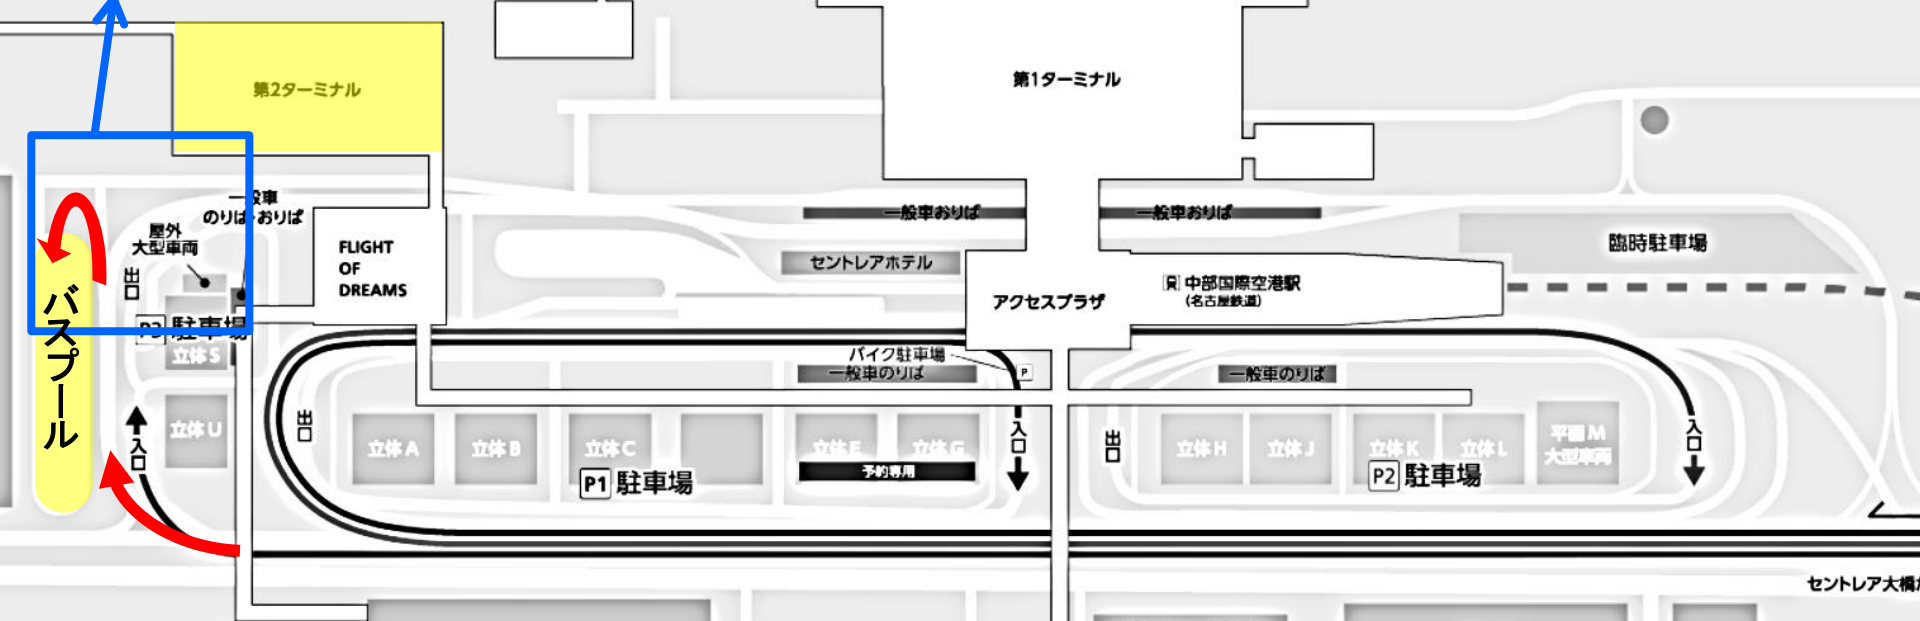 第2ターミナル
第1ターミナル
一般車
のりば・おりば
屋外
大型車両
出口
FLIGHT
OF
DREAMS
一般車おりば
一般車おりば
セントレアホテル
アクセスプラザ
中部国際空港駅
(名古屋鉄道)
臨時駐車場
バスプール
P3 駐車場
立体S
立体U
入口
バイク駐車場
P
一般車のりば
一般車のりば
出口
立体A
立体B
立体C
立体E
立体G
予約専用
P1 駐車場
入口
出口
立体H
立体J
立体K
立体L
平面M
大型車両
P2 駐車場
入口
セントレア大橋